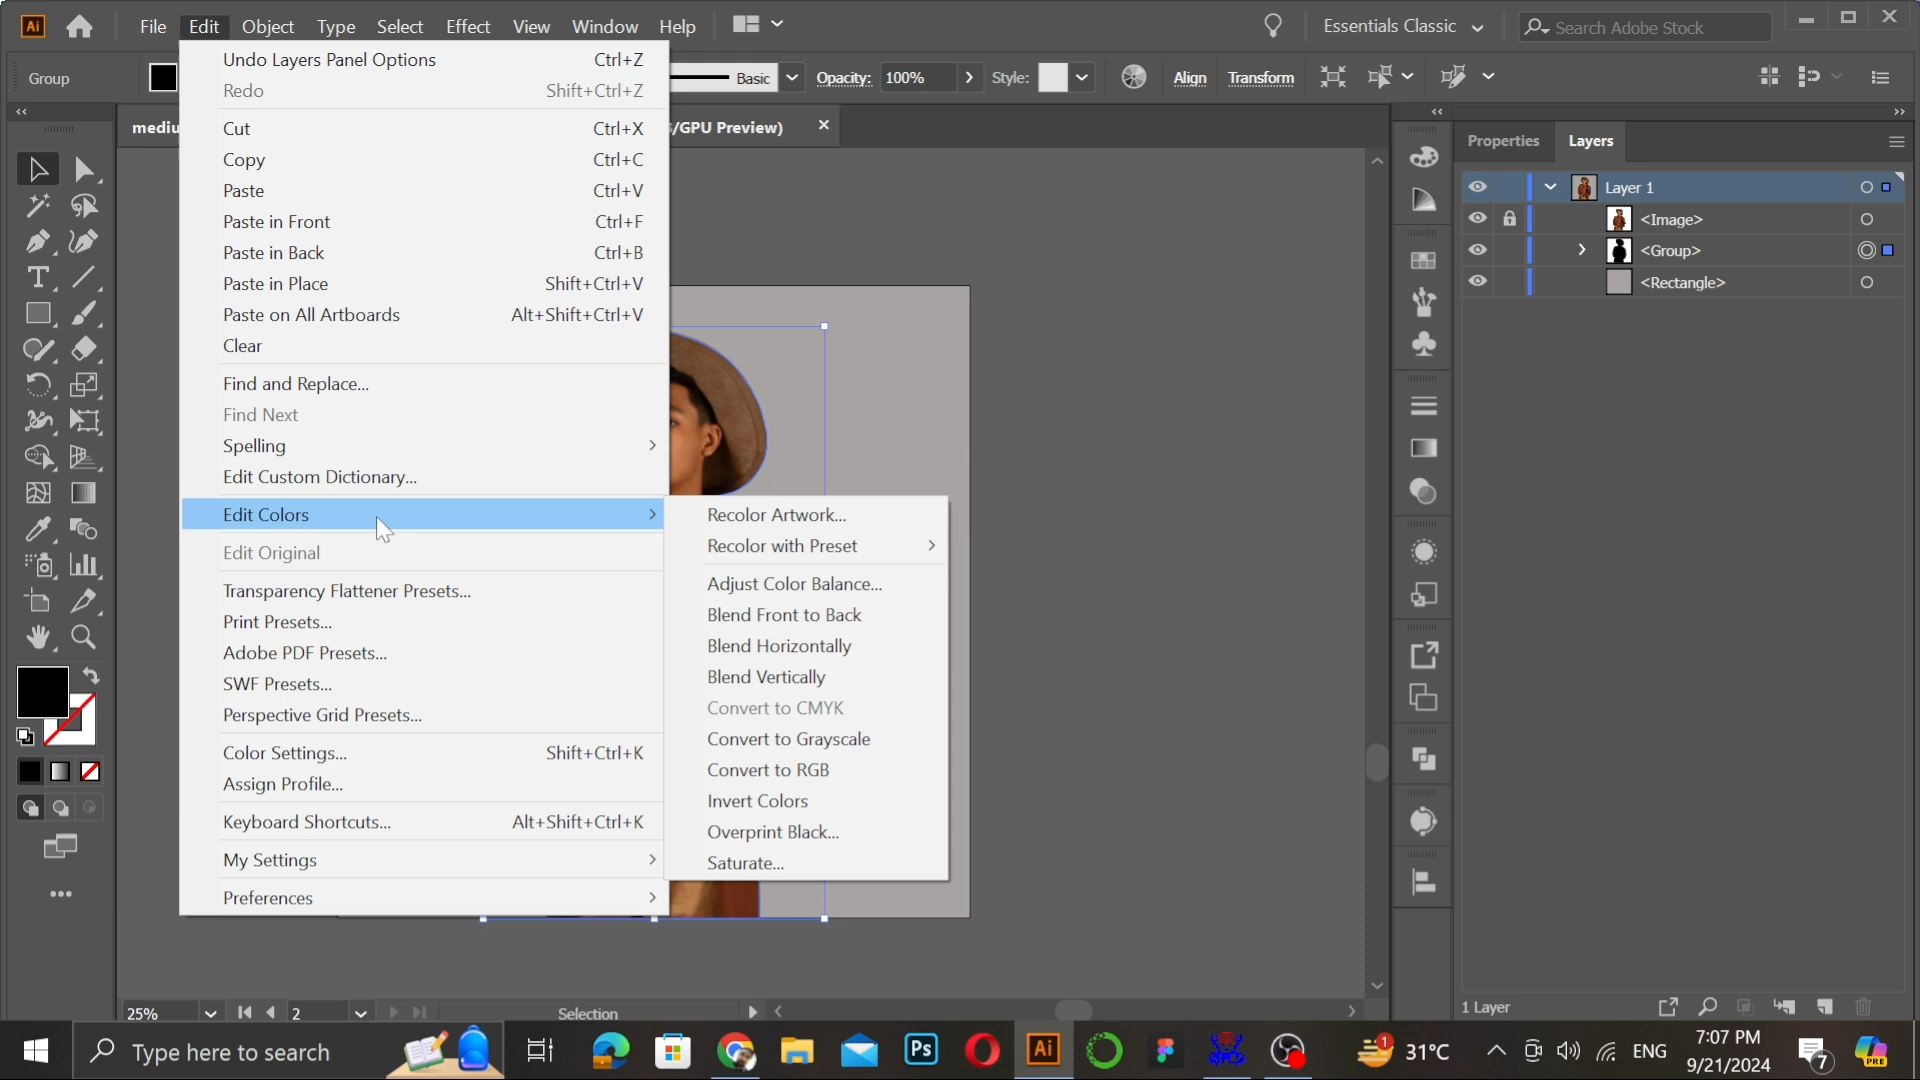 Ai File Edit Object Type Select Effect View Window Help Essentials Classic Search Adobe Stock
Group Basic Opacity: 100% Style: Align Transform
mediu /GPU Preview)
Undo Layers Panel Options Ctrl+Z
Redo Shift+Ctrl+Z
Cut Ctrl+X
Copy Ctrl+C
Paste Ctrl+V
Paste in Front Ctrl+F
Paste in Back Ctrl+B
Paste in Place Shift+Ctrl+V
Paste on All Artboards Alt+Shift+Ctrl+V
Clear
Find and Replace...
Find Next
Spelling
Edit Custom Dictionary...
Edit Colors
Edit Original
Transparency Flattener Presets...
Print Presets...
Adobe PDF Presets...
SWF Presets...
Perspective Grid Presets...
Color Settings... Shift+Ctrl+K
Assign Profile...
Keyboard Shortcuts... Alt+Shift+Ctrl+K
My Settings
Preferences
Recolor Artwork...
Recolor with Preset
Adjust Color Balance...
Blend Front to Back
Blend Horizontally
Blend Vertically
Convert to CMYK
Convert to Grayscale
Convert to RGB
Invert Colors
Overprint Black...
Saturate...
Properties Layers
Layer 1
<Image>
<Group>
<Rectangle>
1 Layer
25% 2 Selection
Type here to search Ps Ai 1 31°C ENG 7:07 PM 7 PRE
9/21/2024